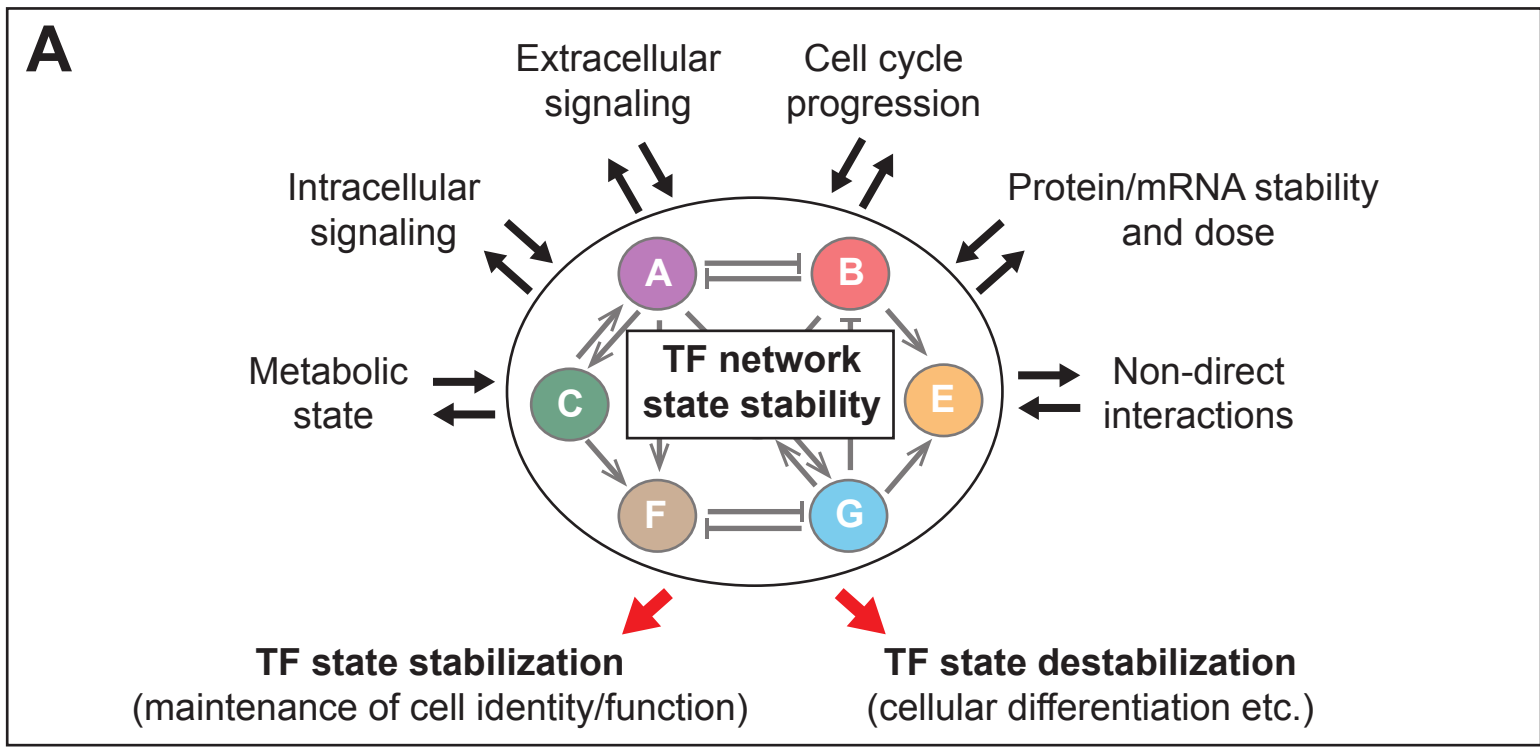 A
Extracellular
signaling
Cell cycle
progression
Intracellular
signaling
Protein/mRNA stability
and dose
A
B
Metabolic
state
C
TF network
state stability
E
Non-direct
interactions
F
G
TF state stabilization
(maintenance of cell identity/function)
TF state destabilization
(cellular differentiation etc.)